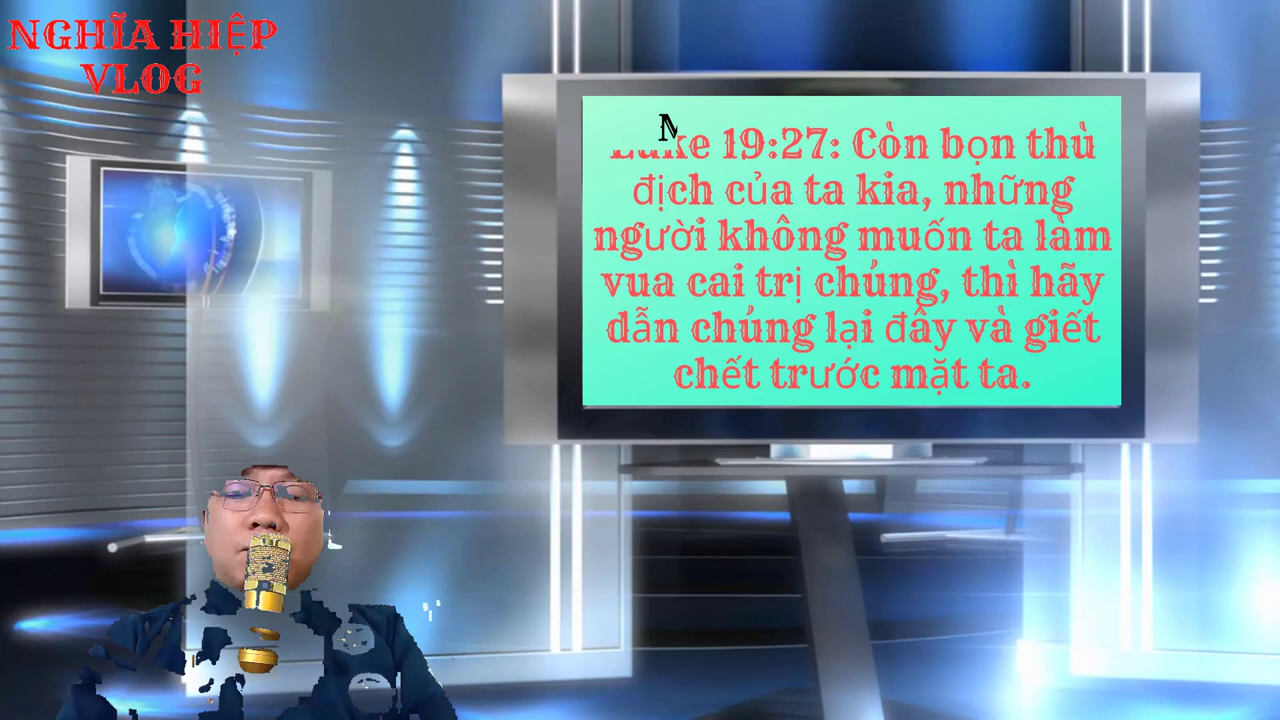 NGHĨA HIỆP
VLOG
19:27: Còn bọn thù
địch của ta kia, những
người không muốn ta làm
vua cai trị chúng, thì hãy
dẫn chúng lại đây và giết
chết trước mặt ta.